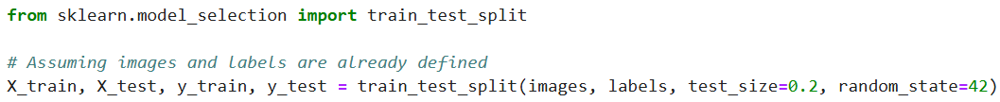 from sklearn.model_selection import train_test_split
# Assuming images and labels are already defined
X_train, X_test, y_train, y_test = train_test_split(images, labels, test_size=0.2, random_state=42)